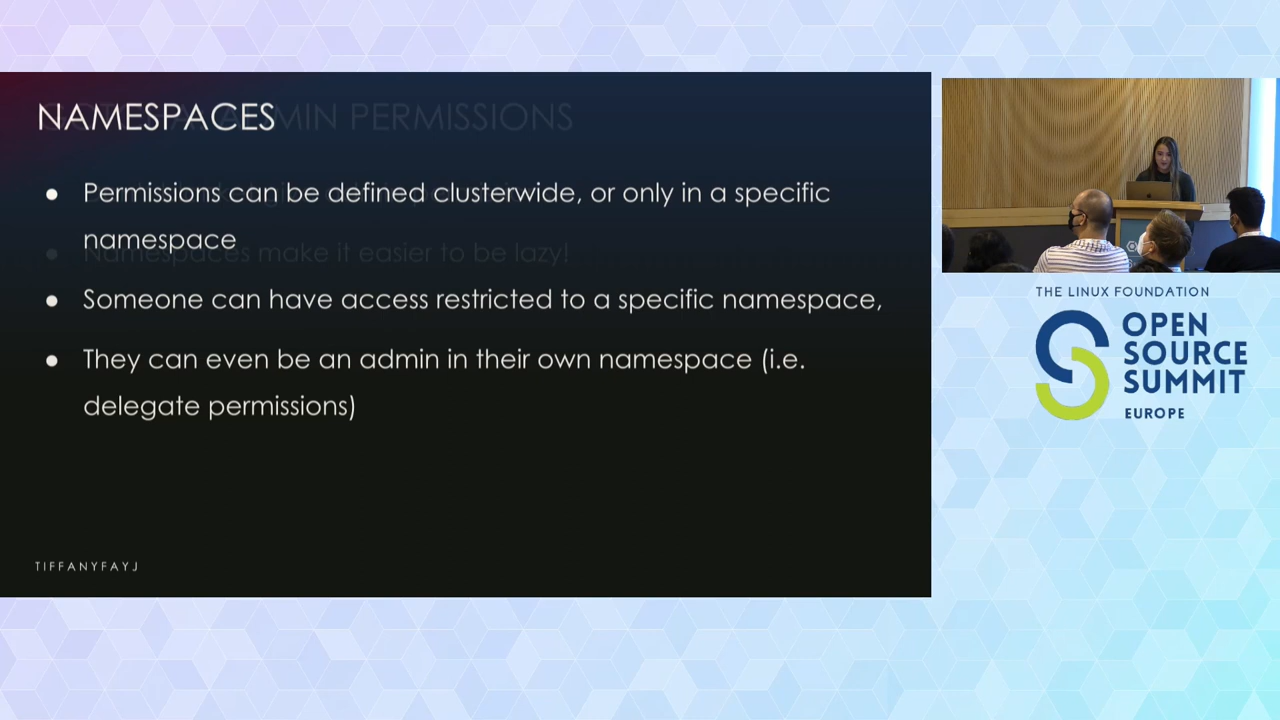 NAMESPACES
MIN PERMISSIONS
● Permissions can be defined clusterwide, or only in a specific
namespace
● Namespaces make it easier to be lazy!
● Someone can have access restricted to a specific namespace,
● They can even be an admin in their own namespace (i.e.
delegate permissions)
TIFFANYFAYJ
THE LINUX FOUNDATION
OPEN
SOURCE
SUMMIT
EUROPE